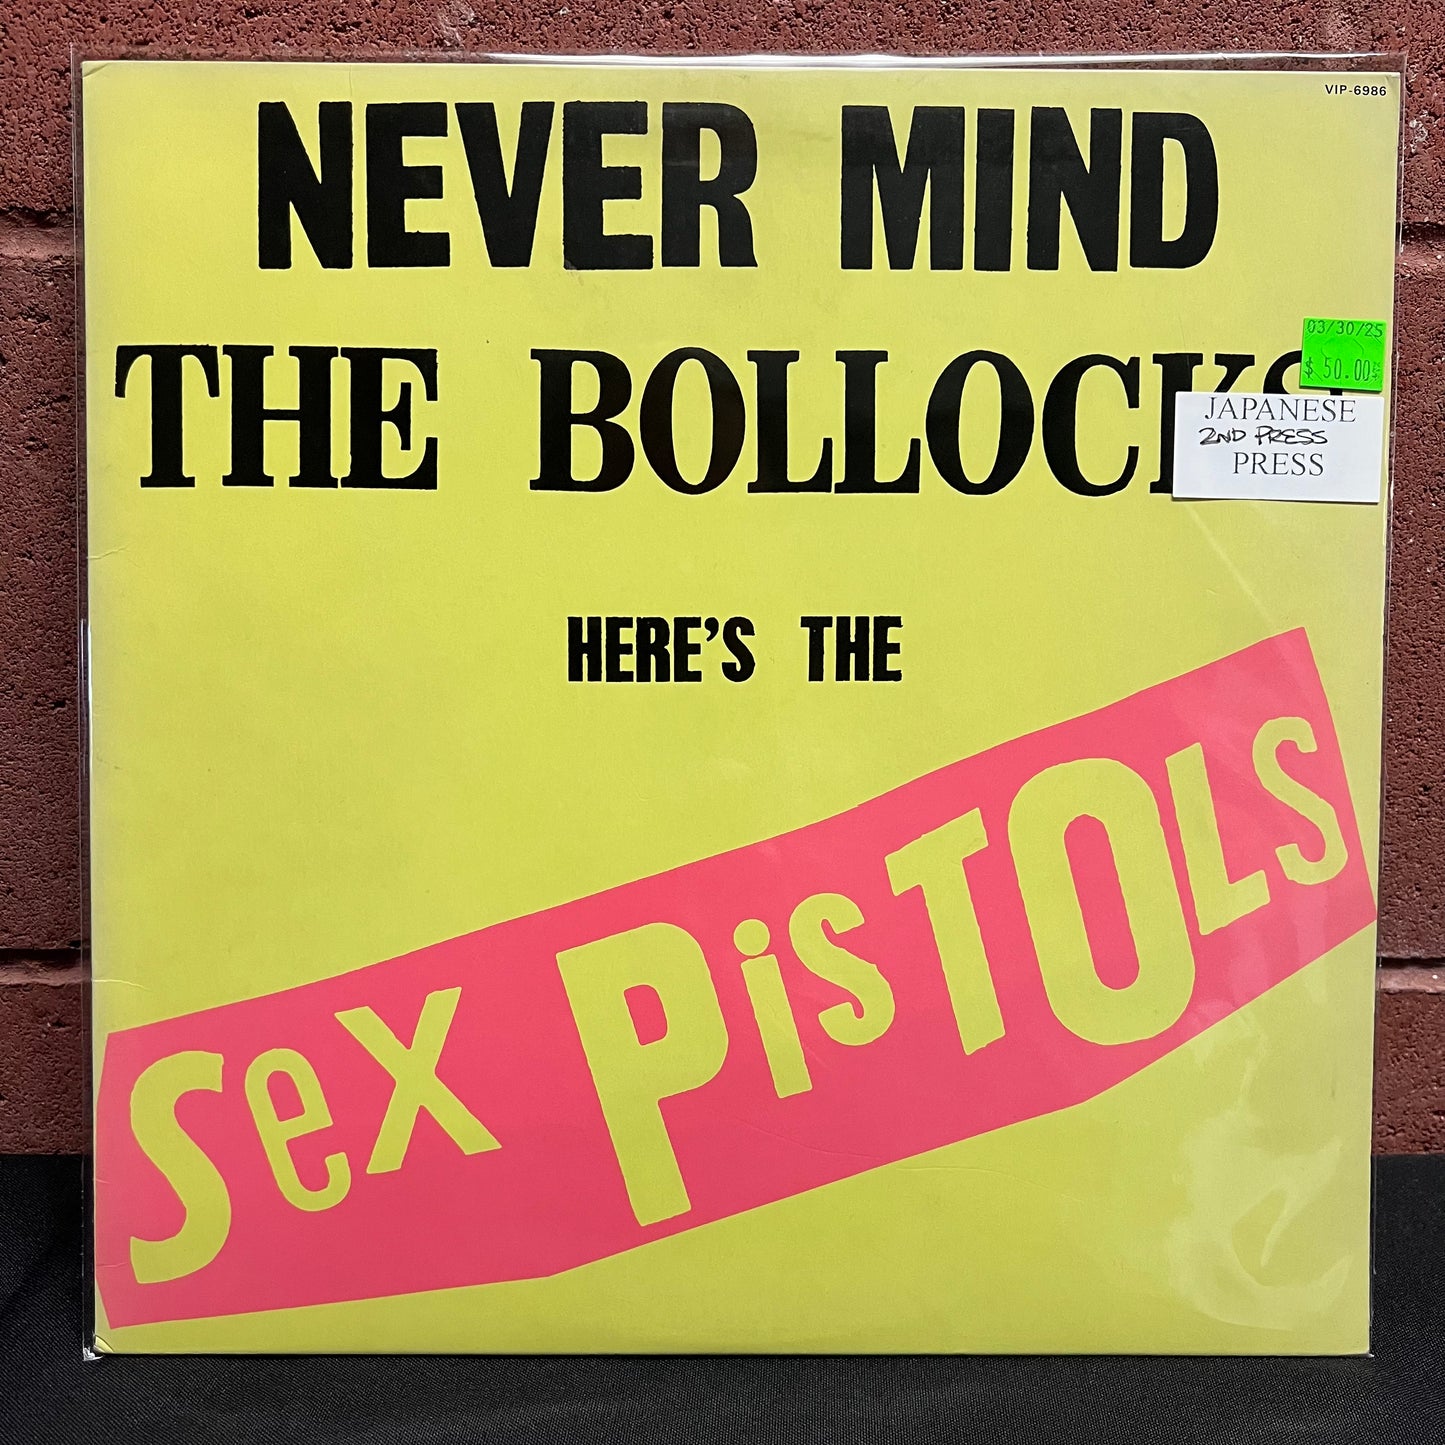 VIP-6986
NEVER MIND
THE BOLLOCKS
03/30/25
$50.00
JAPANESE
2ND PRESS
PRESS
HERE'S THE
SeX PisTOLS